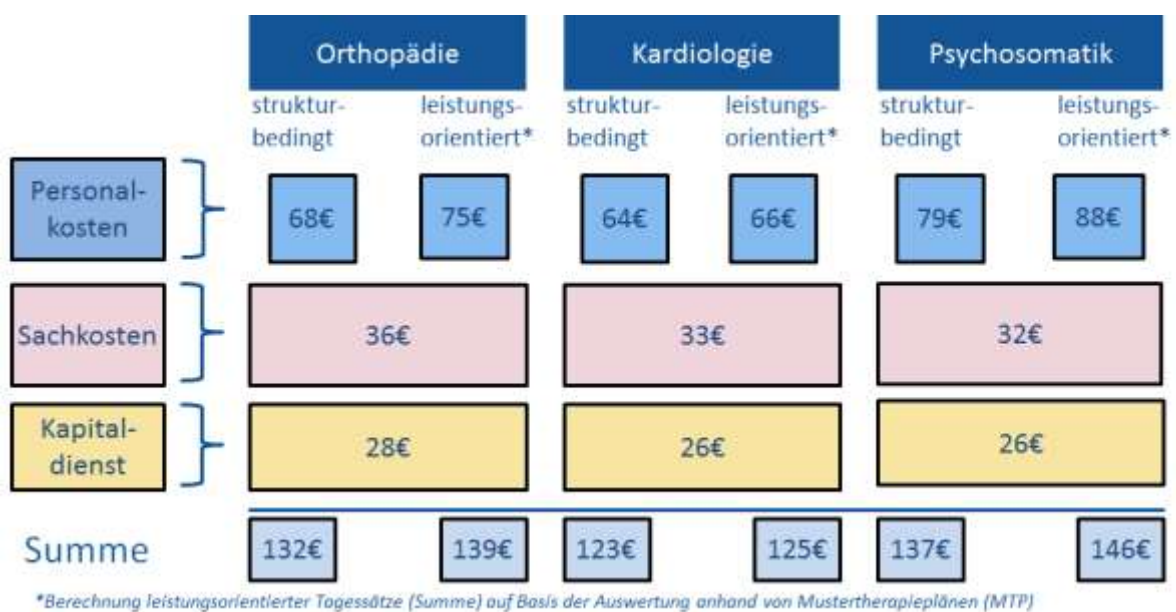 Orthopädie Kardiologie Psychosomatik
struktur- leistungs- struktur- leistungs- struktur- leistungs-
bedingt orientiert* bedingt orientiert* bedingt orientiert*
Personal-
kosten
68€ 75€ 64€ 66€ 79€ 88€
Sachkosten 36€ 33€ 32€
Kapital-
dienst
28€ 26€ 26€
Summe 132€ 139€ 123€ 125€ 137€ 146€
*Berechnung leistungsorientierter Tagessätze (Summe) auf Basis der Auswertung anhand von Mustertherapieplänen (MTP)